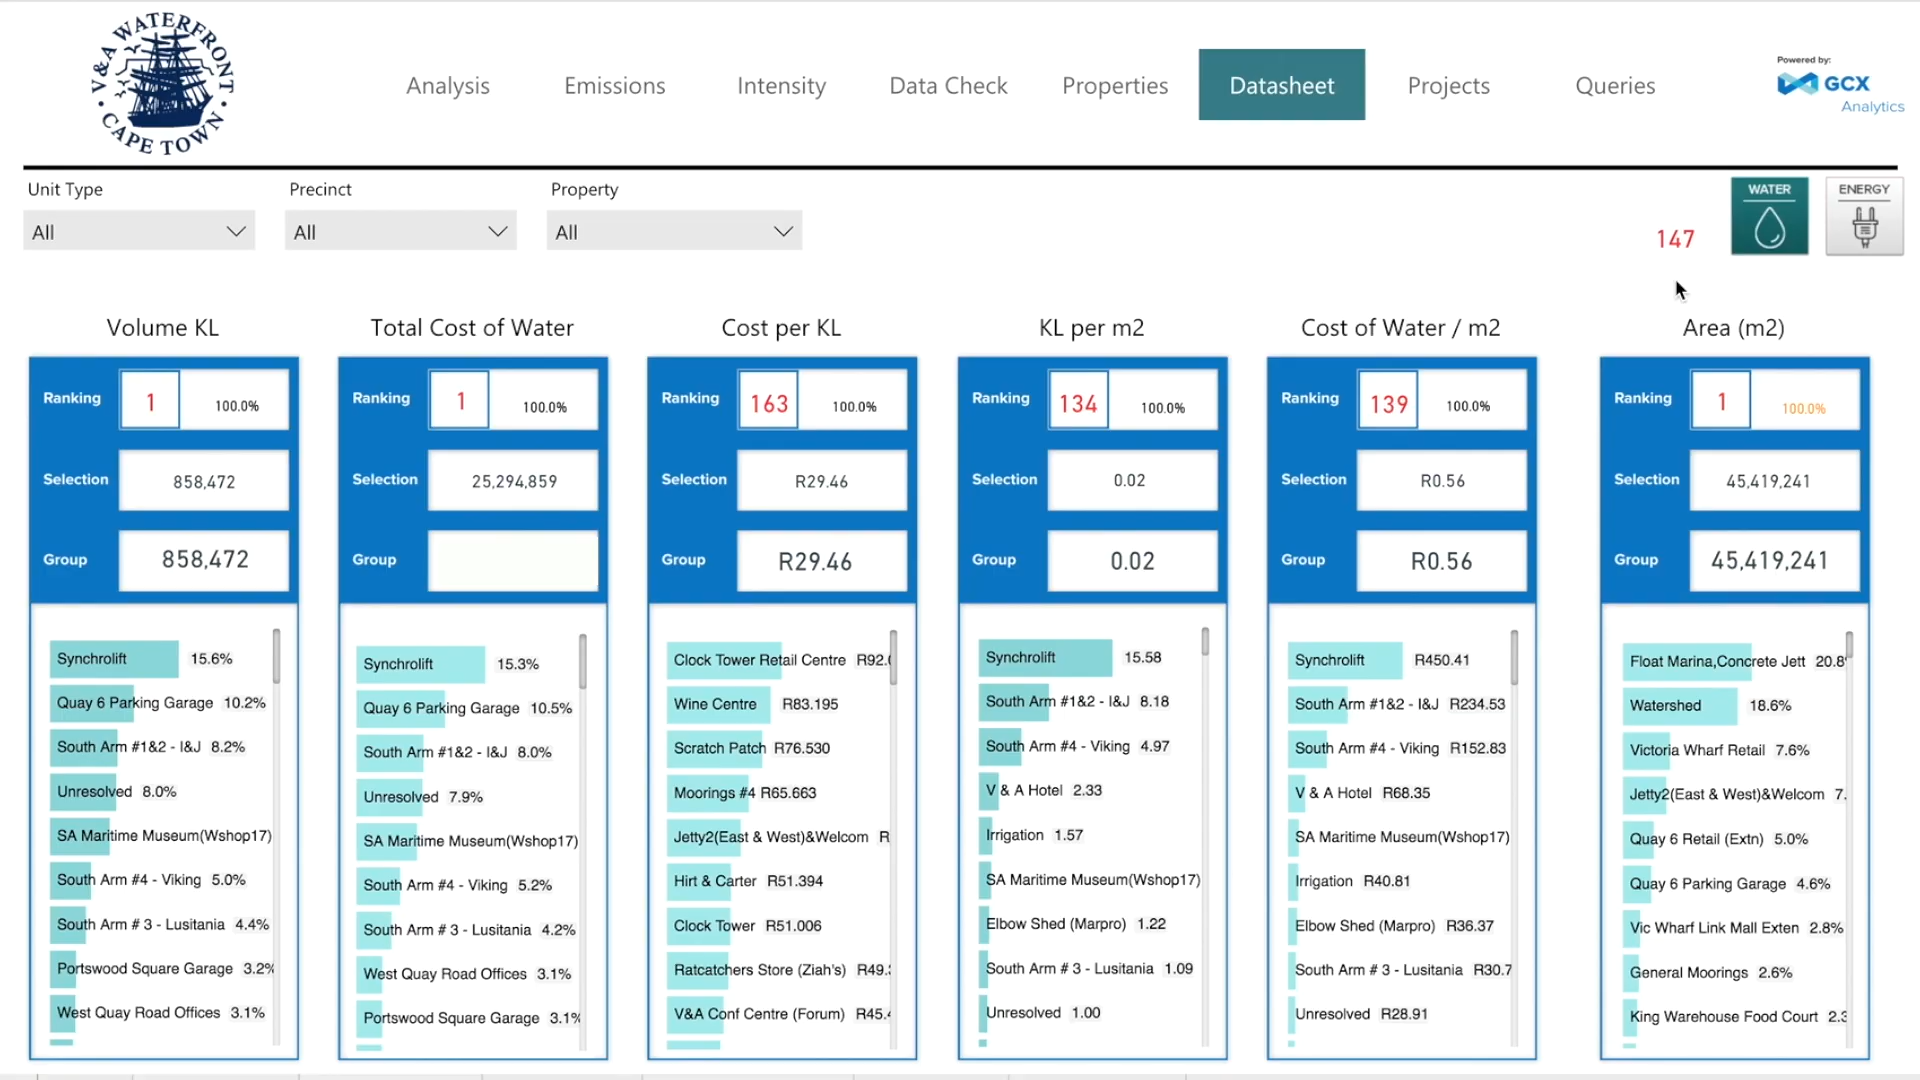 V&A WATERFRONT
CAPE TOWN
Analysis
Emissions
Intensity
Data Check
Properties
Datasheet
Projects
Queries
Powered by:
GCX
Analytics
Unit Type
Precinct
Property
All
All
All
147
WATER
ENERGY
Volume KL
Ranking
1
100.0%
Selection
858,472
Group
858,472
Synchrolift 15.6%
Quay 6 Parking Garage 10.2%
South Arm #1&2 - I&J 8.2%
Unresolved 8.0%
SA Maritime Museum(Wshop17)
South Arm #4 - Viking 5.0%
South Arm # 3 - Lusitania 4.4%
Portswood Square Garage 3.2%
West Quay Road Offices 3.1%
Total Cost of Water
Ranking
1
100.0%
Selection
25,294,859
Group
Synchrolift 15.3%
Quay 6 Parking Garage 10.5%
South Arm #1&2 - I&J 8.0%
Unresolved 7.9%
SA Maritime Museum(Wshop17)
South Arm #4 - Viking 5.2%
South Arm # 3 - Lusitania 4.2%
West Quay Road Offices 3.1%
Portswood Square Garage 3.1%
Cost per KL
Ranking
163
100.0%
Selection
R29.46
Group
R29.46
Clock Tower Retail Centre R92.0
Wine Centre R83.195
Scratch Patch R76.530
Moorings #4 R65.663
Jetty2(East & West)&Welcom R
Hirt & Carter R51.394
Clock Tower R51.006
Ratcatchers Store (Ziah's) R49.
V&A Conf Centre (Forum) R45.
KL per m2
Ranking
134
100.0%
Selection
0.02
Group
0.02
Synchrolift 15.58
South Arm #1&2 - I&J 8.18
South Arm #4 - Viking 4.97
V & A Hotel 2.33
Irrigation 1.57
SA Maritime Museum(Wshop17)
Elbow Shed (Marpro) 1.22
South Arm # 3 - Lusitania 1.09
Unresolved 1.00
Cost of Water / m2
Ranking
139
100.0%
Selection
R0.56
Group
R0.56
Synchrolift R450.41
South Arm #1&2 - I&J R234.53
South Arm #4 - Viking R152.83
V & A Hotel R68.35
SA Maritime Museum(Wshop17)
Irrigation R40.81
Elbow Shed (Marpro) R36.37
South Arm # 3 - Lusitania R30.7
Unresolved R28.91
Area (m2)
Ranking
1
100.0%
Selection
45,419,241
Group
45,419,241
Float Marina,Concrete Jett 20.8
Watershed 18.6%
Victoria Wharf Retail 7.6%
Jetty2(East & West)&Welcom 7.
Quay 6 Retail (Extn) 5.0%
Quay 6 Parking Garage 4.6%
Vic Wharf Link Mall Exten 2.8%
General Moorings 2.6%
King Warehouse Food Court 2.3